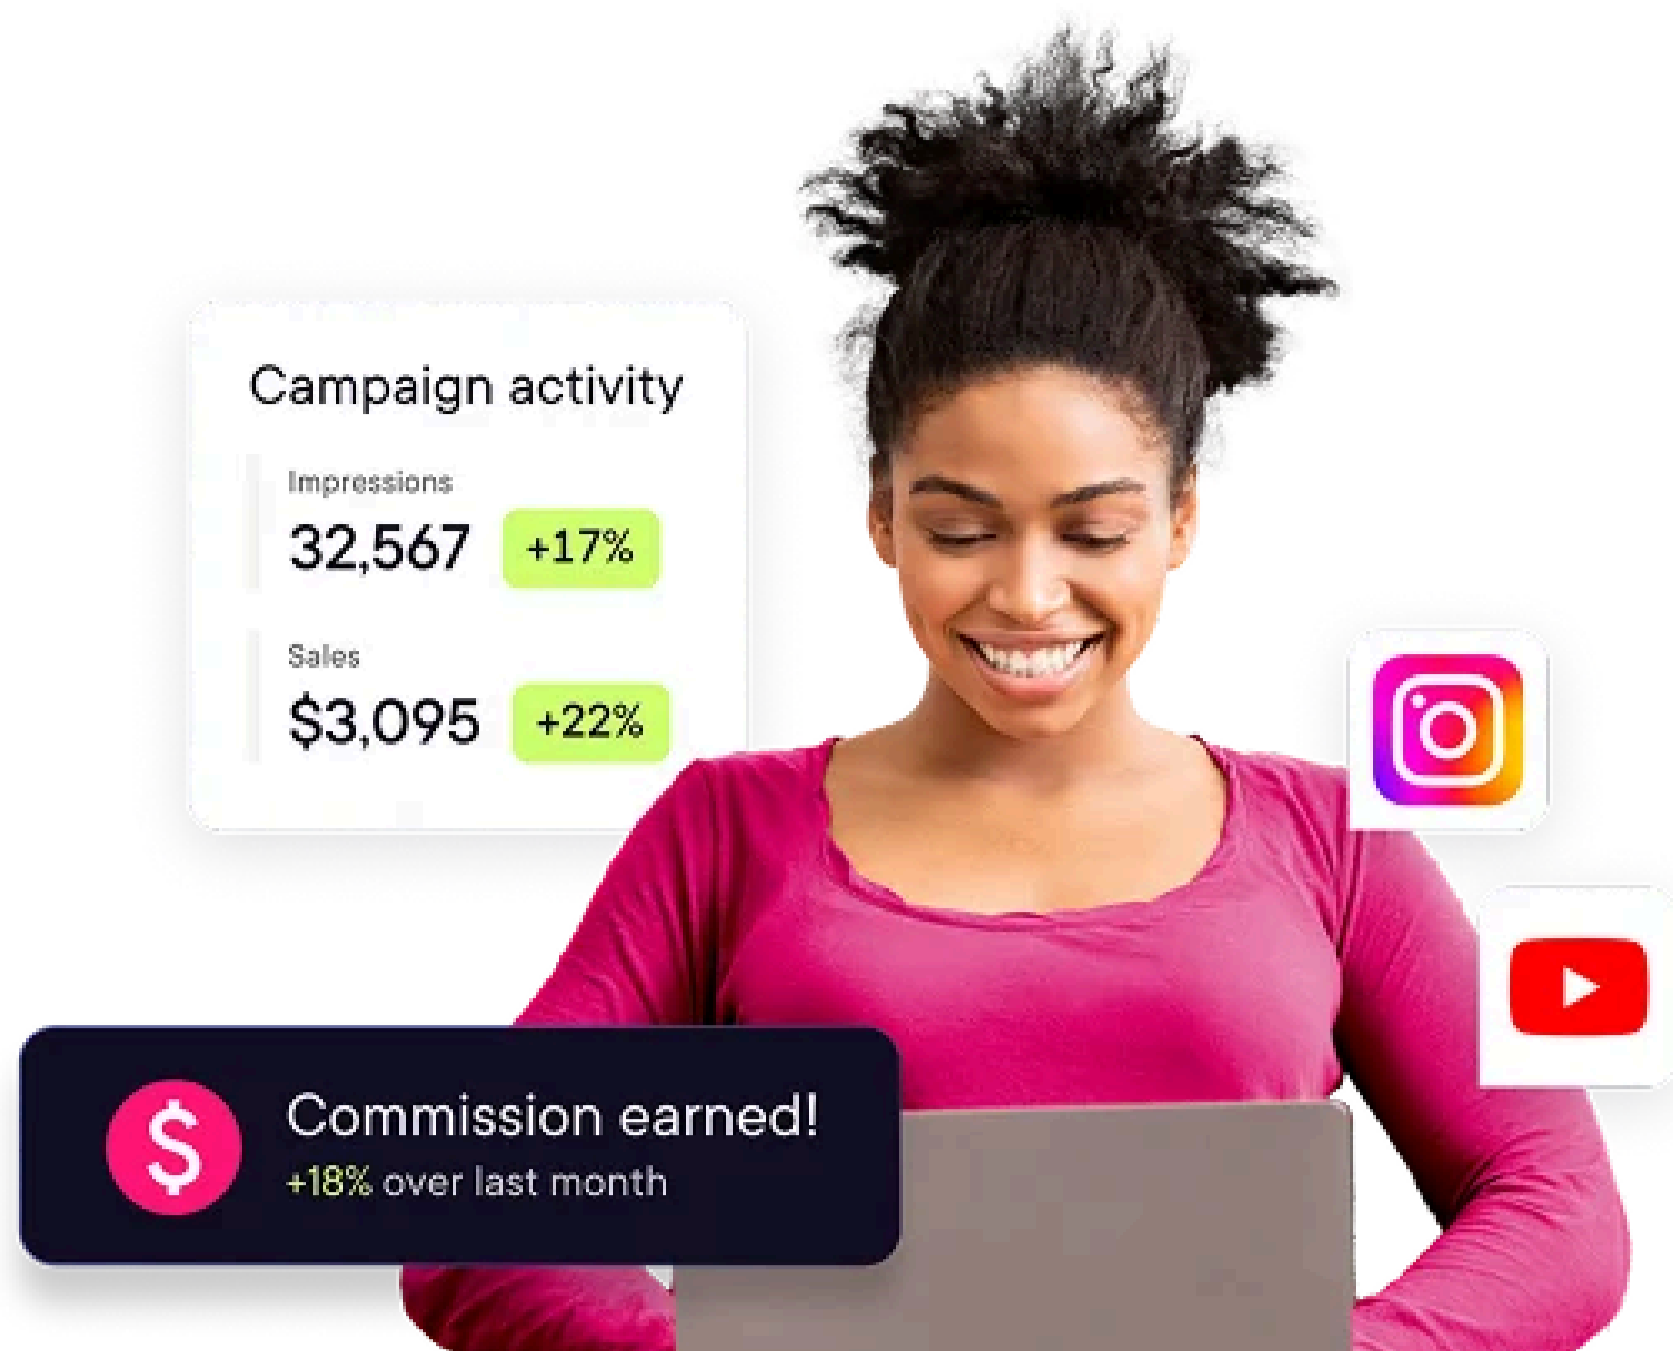 Campaign activity
Impressions
32,567 +17%
Sales
$3,095 +22%
$ Commission earned!
+18% over last month